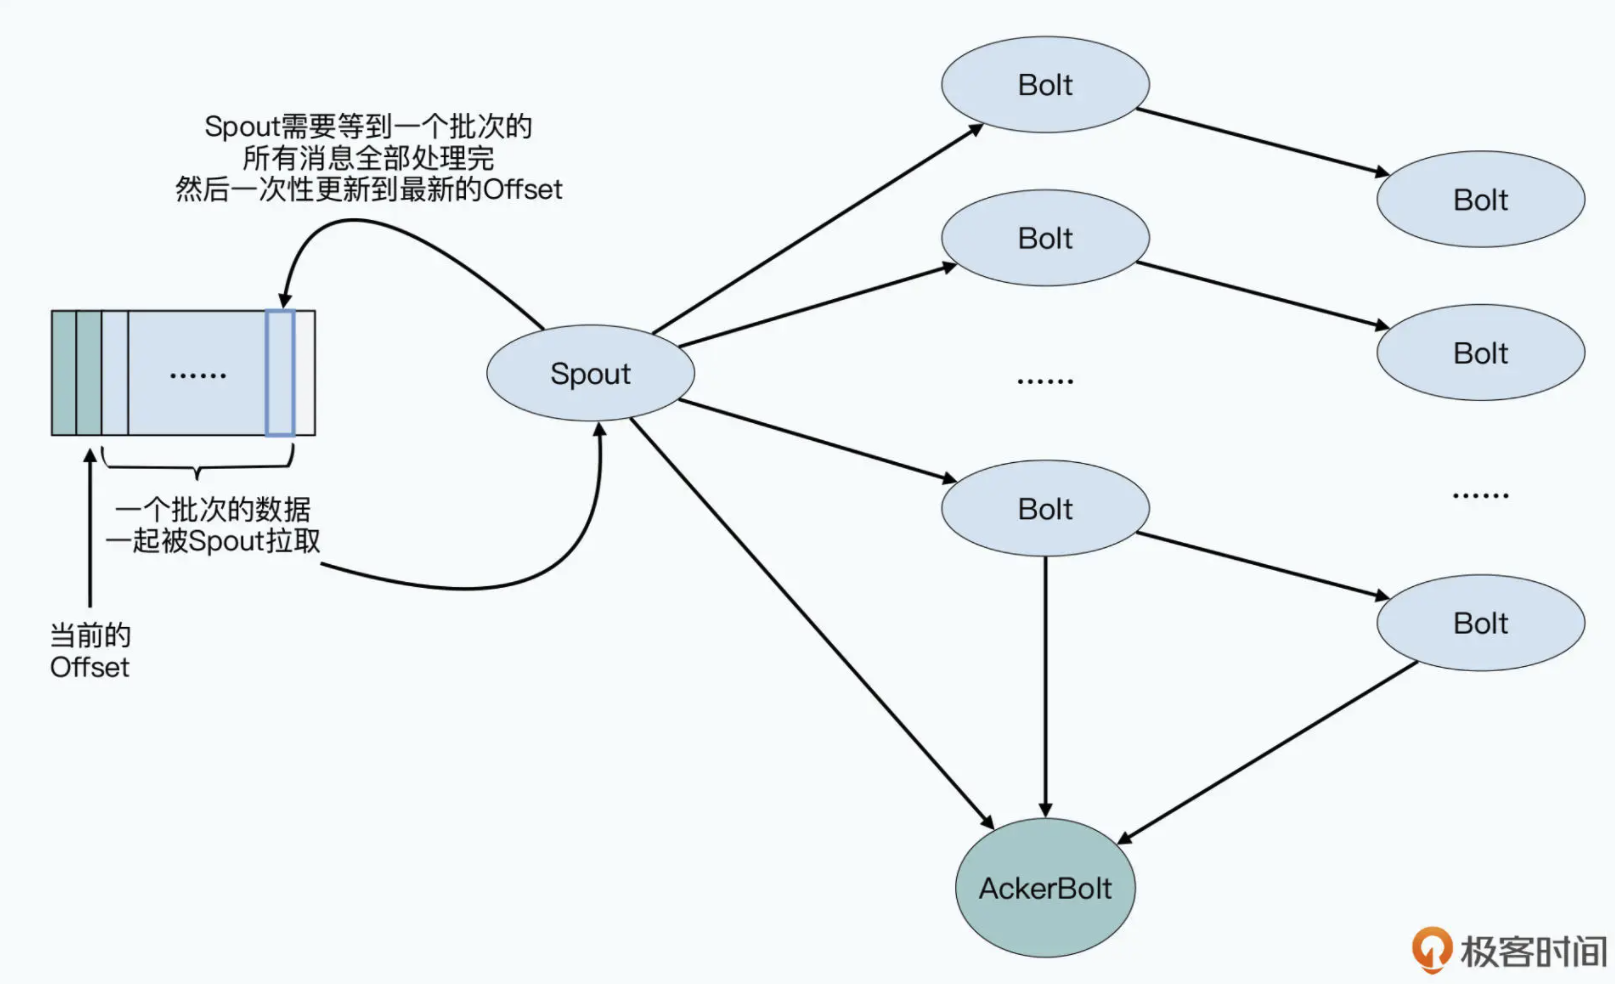 Spout需要等到一个批次的
所有消息全部处理完
然后一次性更新到最新的Offset
......
一个批次的数据
一起被Spout拉取
当前的
Offset
Spout
Bolt
Bolt
Bolt
Bolt
......
Bolt
......
Bolt
AckerBolt
极客时间